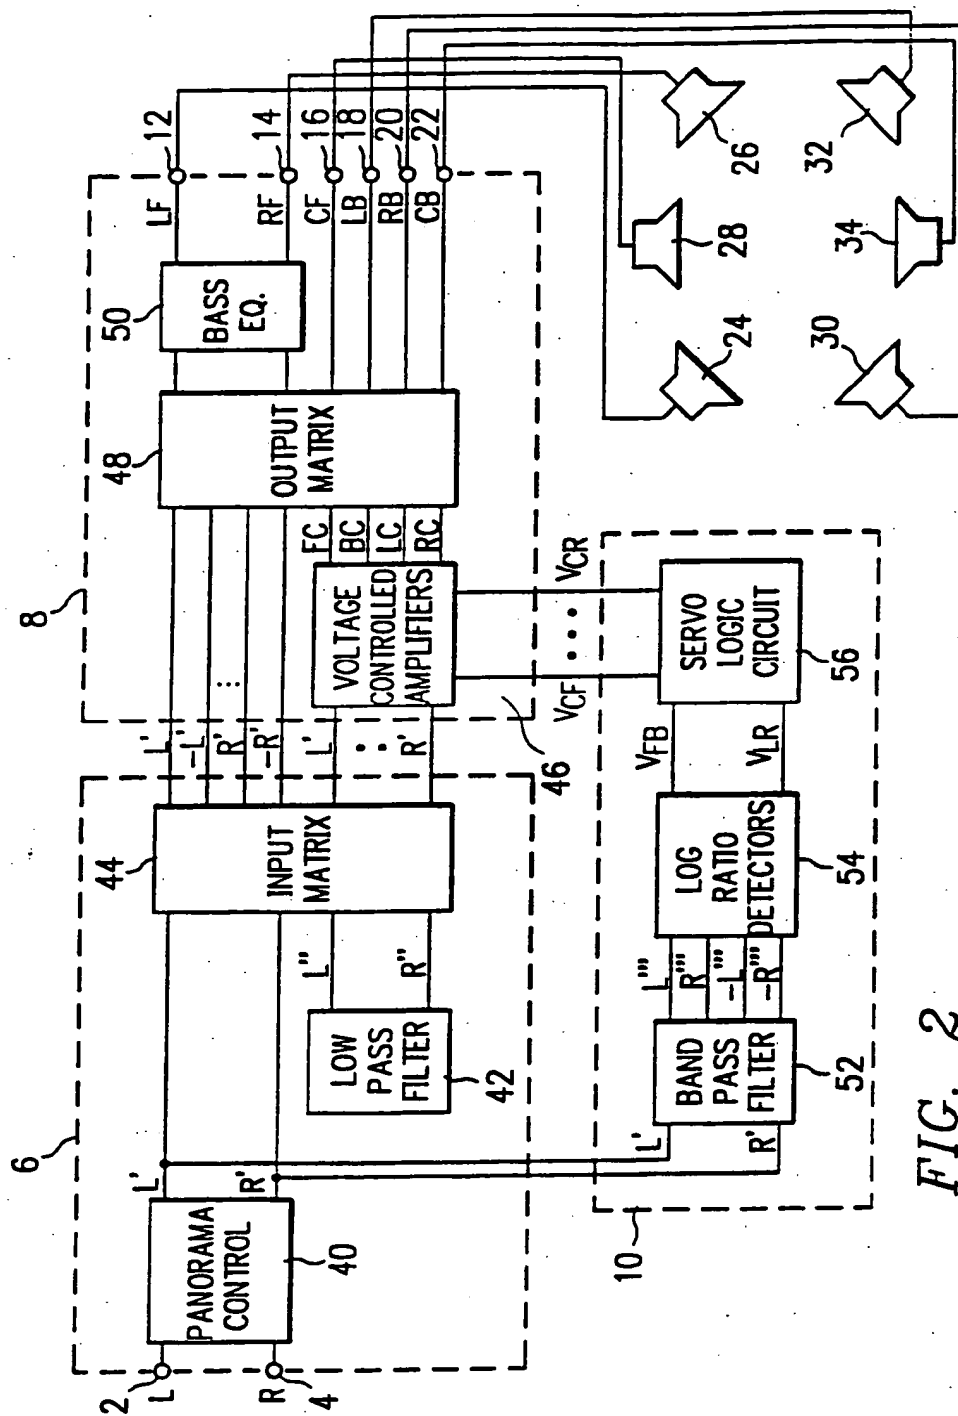 6
2
L
R
4
PANORAMA
CONTROL
40
L'
R'
LOW
PASS
FILTER
42
L"
R"
44
INPUT
MATRIX
L'
-L'
R'
-R'
L'
R'
8
46
VOLTAGE
CONTROLLED
AMPLIFIERS
FC
BC
LC
RC
48
OUTPUT
MATRIX
50
BASS
EQ.
LF
RF
CF
LB
RB
CB
12
14
16
18
20
22
10
L'
R'
BAND
PASS
FILTER
52
L'''
R'''
-L'''
-R'''
LOG
RATIO
DETECTORS
54
VFB
VLR
SERVO
LOGIC
CIRCUIT
56
VCF
VCR
24
28
26
30
34
32
FIG. 2